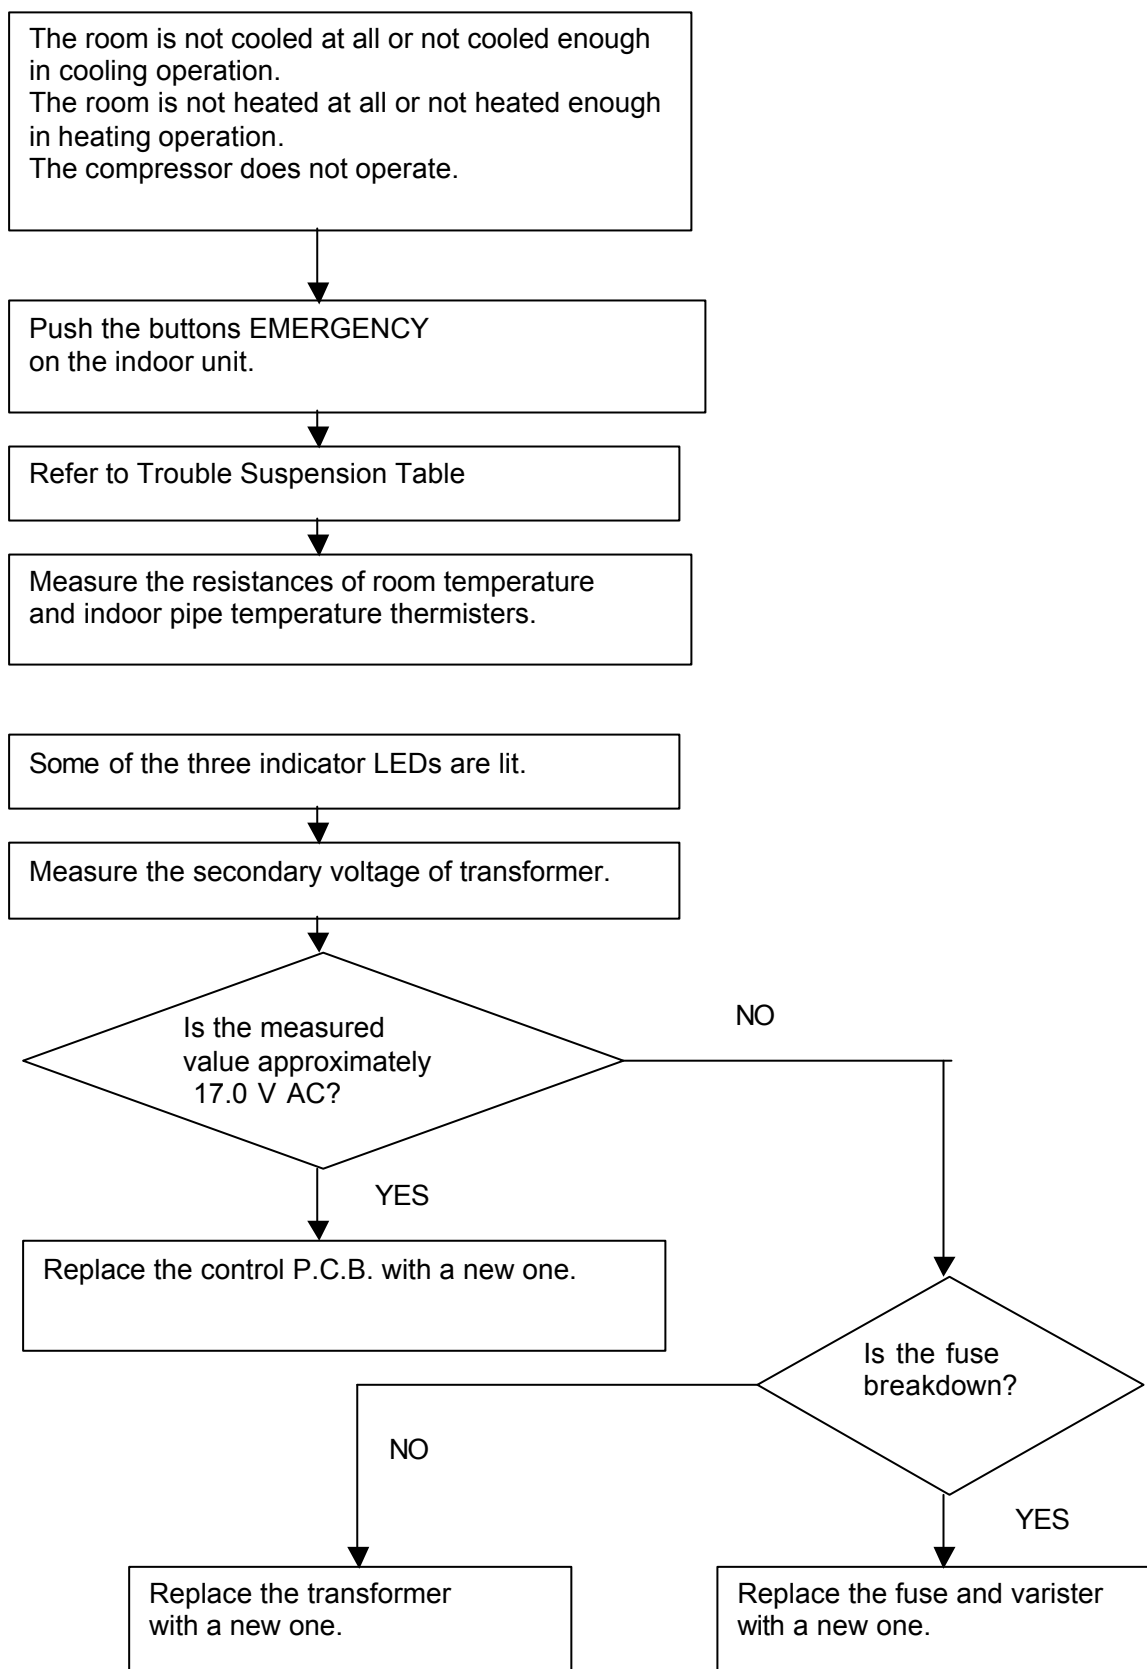 The room is not cooled at all or not cooled enough
in cooling operation.
The room is not heated at all or not heated enough
in heating operation.
The compressor does not operate.
Push the buttons EMERGENCY
on the indoor unit.
Refer to Trouble Suspension Table
Measure the resistances of room temperature
and indoor pipe temperature thermisters.
Some of the three indicator LEDs are lit.
Measure the secondary voltage of transformer.
Is the measured
value approximately
17.0 V AC?
NO
YES
Replace the control P.C.B. with a new one.
Is the fuse
breakdown?
NO
YES
Replace the transformer
with a new one.
Replace the fuse and varister
with a new one.